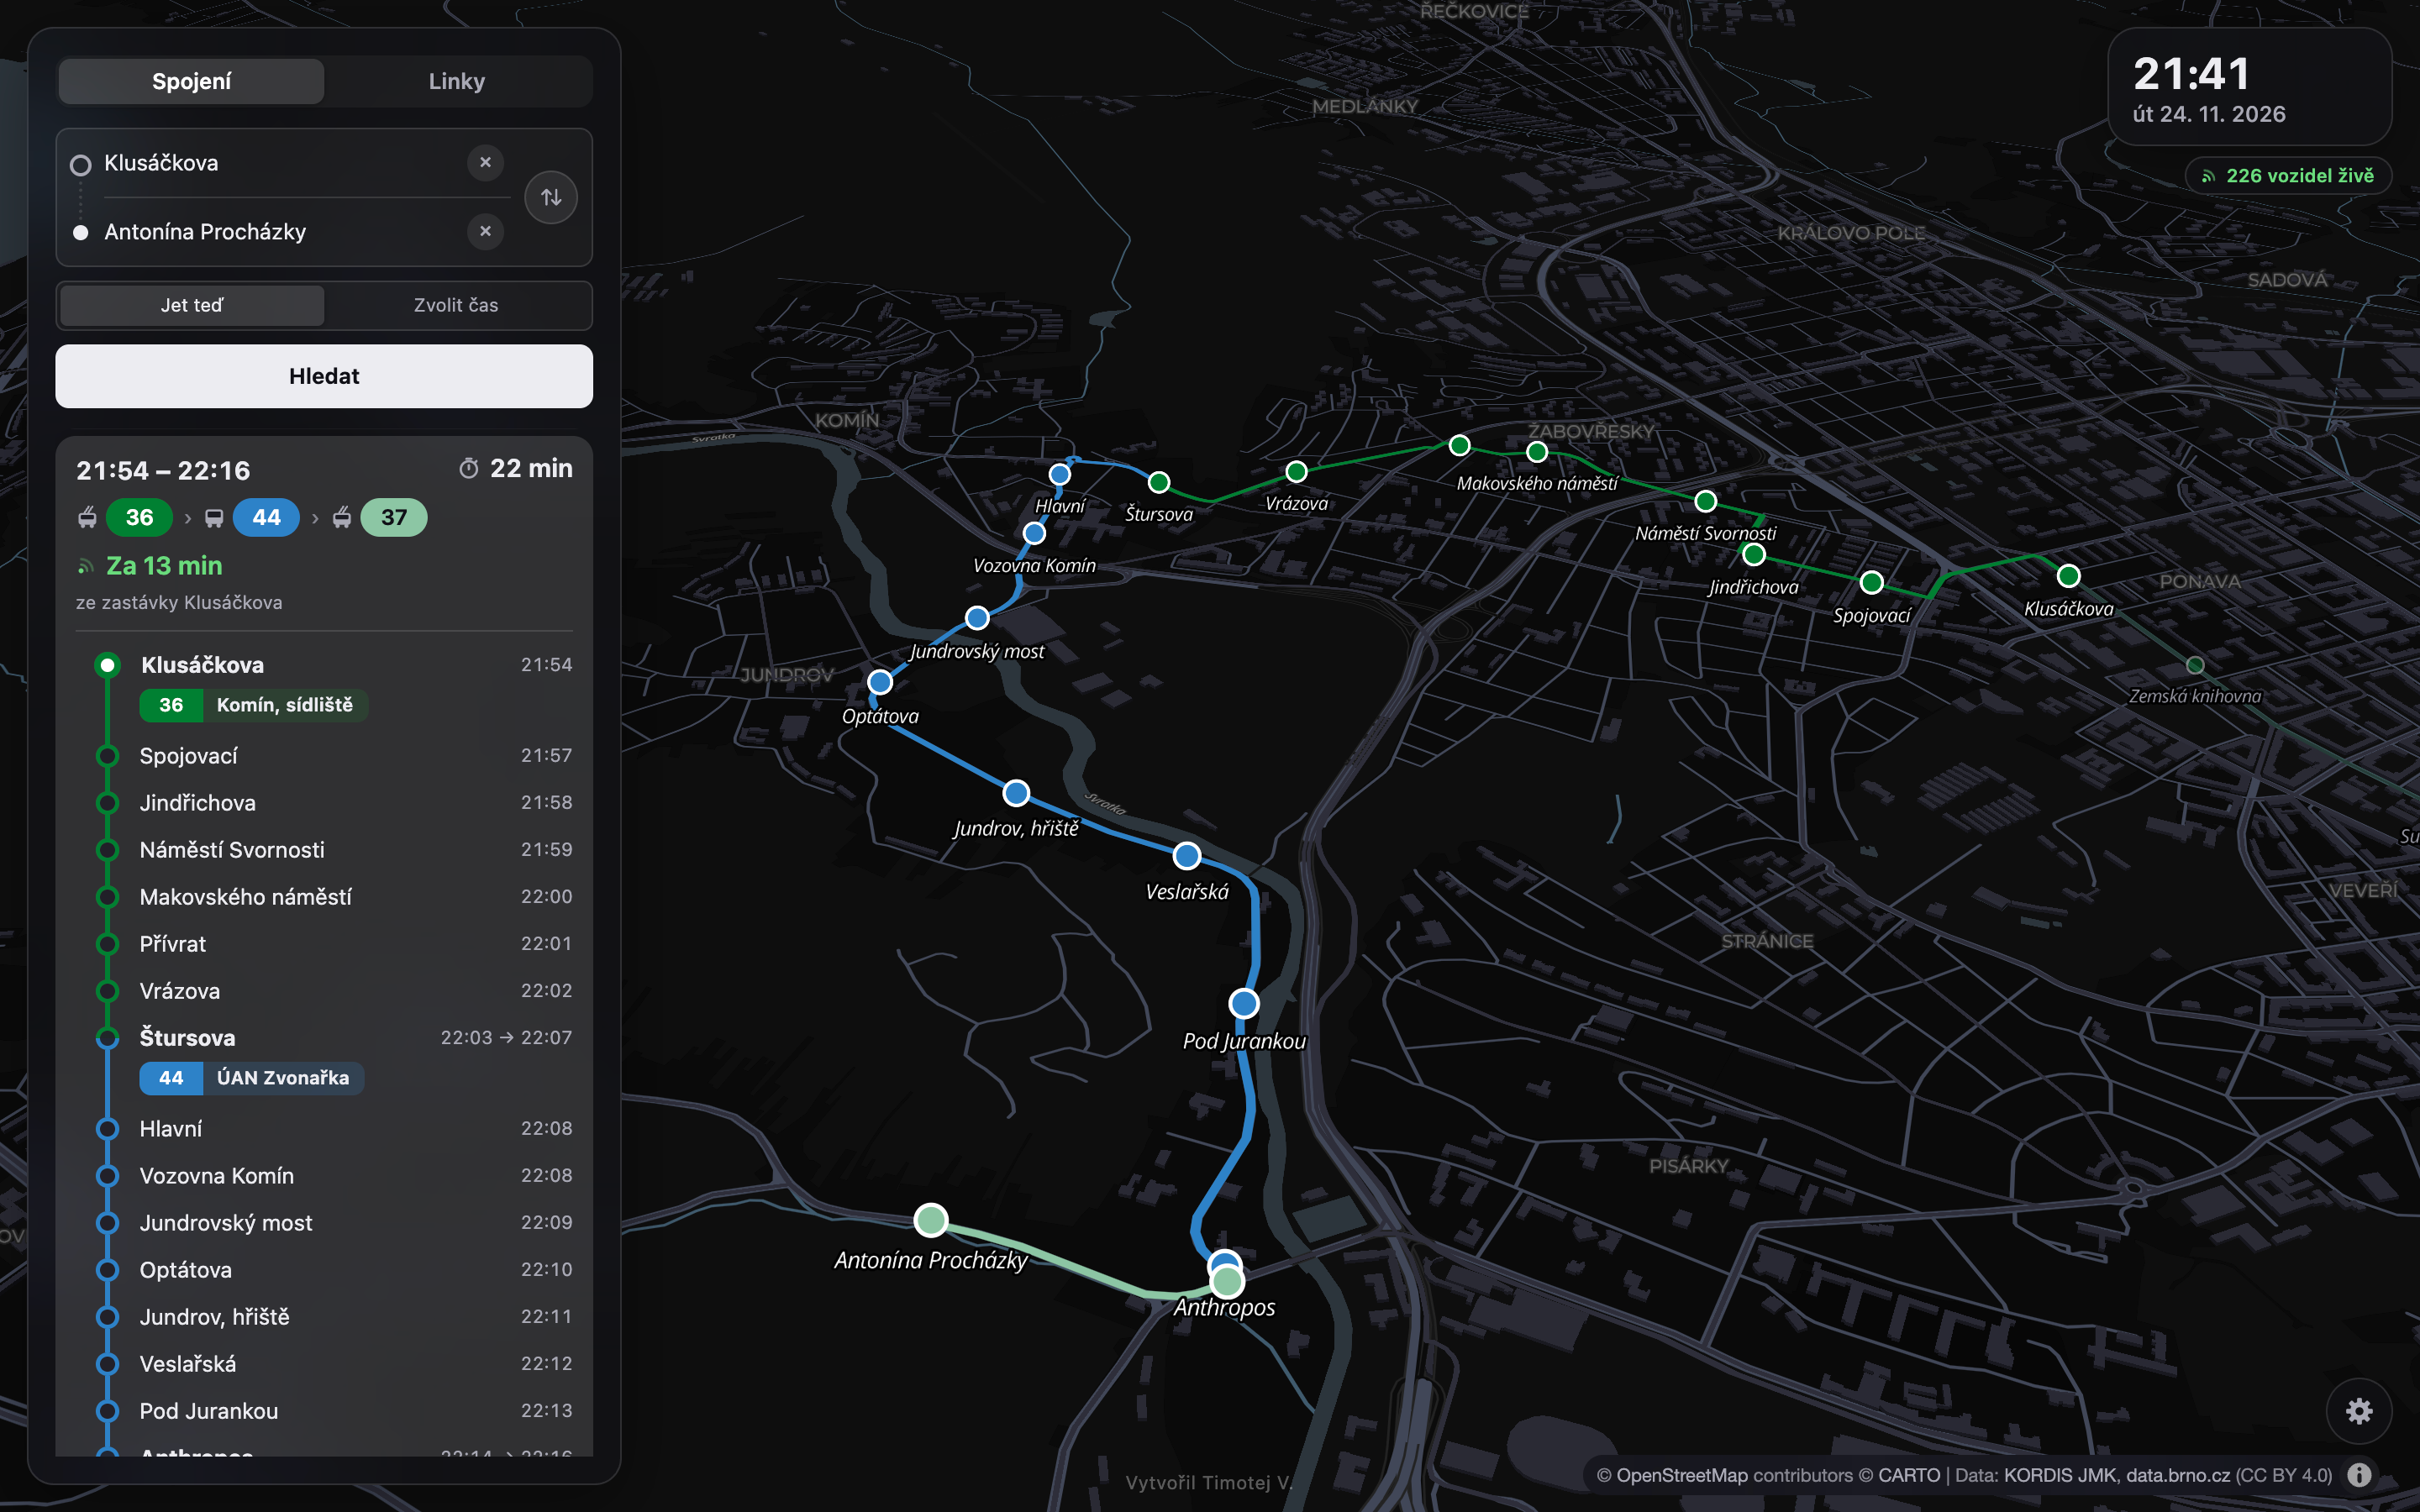 Spojení
Linky
Klusáčkova
Antonína Procházky
Jet teď
Zvolit čas
Hledat
21:54 – 22:16
22 min
36 › 44 › 37
Za 13 min
ze zastávky Klusáčkova
Klusáčkova 21:54
36 Komín, sídliště
Spojovací 21:57
Jindřichova 21:58
Náměstí Svornosti 21:59
Makovského náměstí 22:00
Přívrat 22:01
Vrázova 22:02
Štursova 22:03 → 22:07
44 ÚAN Zvonařka
Hlavní 22:08
Vozovna Komín 22:08
Jundrovský most 22:09
Optátova 22:10
Jundrov, hřiště 22:11
Veslařská 22:12
Pod Jurankou 22:13
Anthropos 22:14 → 22:16
21:41
út 24. 11. 2026
226 vozidel živě
ŘEČKOVICE
MEDLÁNKY
KRÁLOVO POLE
SADOVÁ
KOMÍN
ŽABOVŘESKY
Svratka
Hlavní
Štursova
Vrázova
Makovského náměstí
Náměstí Svornosti
Vozovna Komín
Jindřichova
Spojovací
Klusáčkova
PONAVA
Jundrovský most
JUNDROV
Zemská knihovna
Optátova
Svratka
Jundrov, hřiště
Veslařská
VEVEŘÍ
STRÁNICE
Pod Jurankou
PISÁRKY
Antonína Procházky
Anthropos
Vytvořil Timotej V.
© OpenStreetMap contributors © CARTO | Data: KORDIS JMK, data.brno.cz (CC BY 4.0)